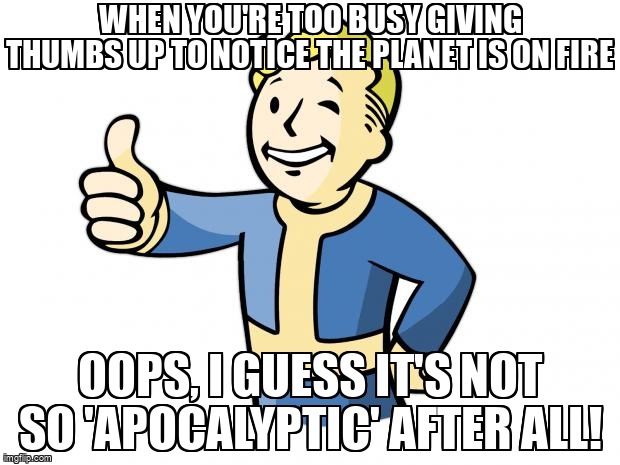 WHEN YOU'RE TOO BUSY GIVING
THUMBS UP TO NOTICE THE PLANET IS ON FIRE
OOPS, I GUESS IT'S NOT
SO 'APOCALYPTIC' AFTER ALL!
imgflip.com